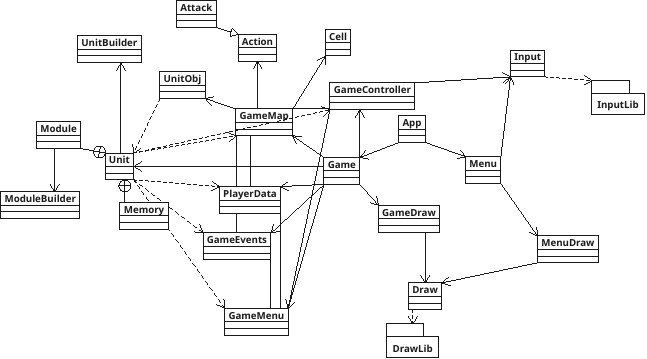 Attack
Action
Cell
UnitBuilder
Input
UnitObj
GameController
InputLib
GameMap
App
Module
Unit
Game
Menu
ModuleBuilder
PlayerData
Memory
GameDraw
GameEvents
MenuDraw
Draw
GameMenu
DrawLib